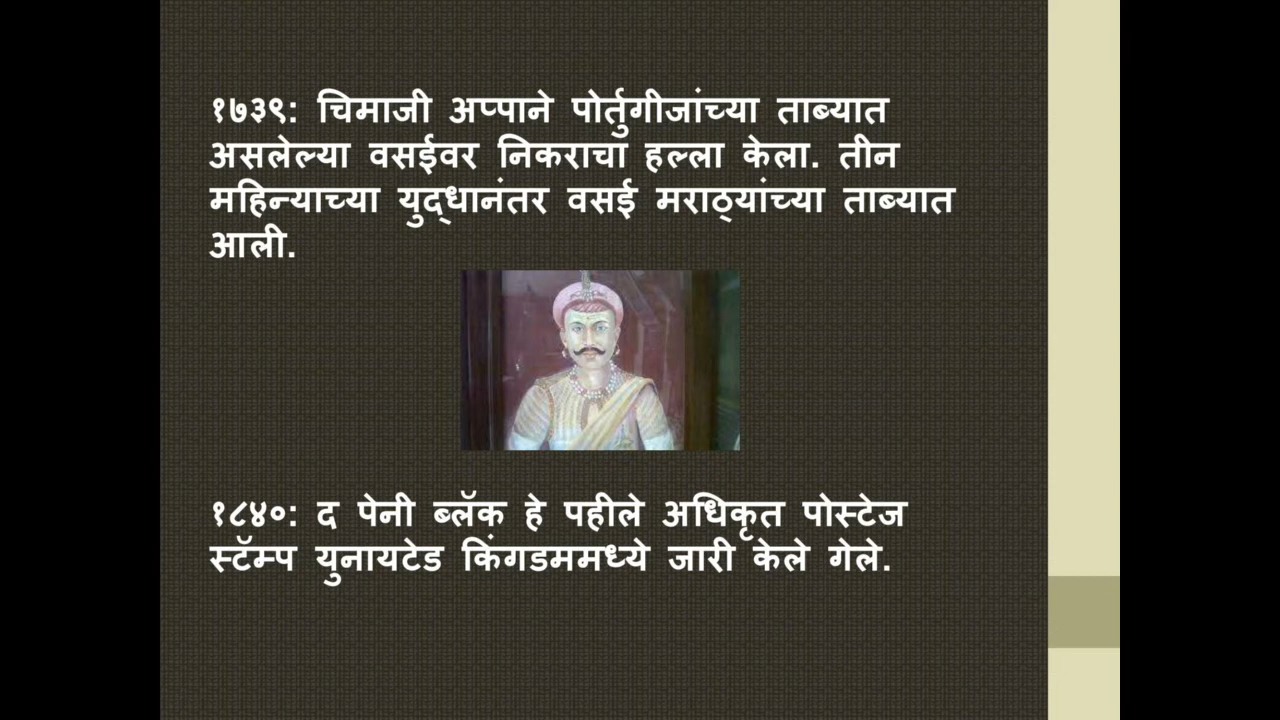 १७३९: चिमाजी अप्पाने पोर्तुगीजांच्या ताब्यात
असलेल्या वसईवर निकराचा हल्ला केला. तीन
महिन्याच्या युद्धानंतर वसई मराठ्यांच्या ताब्यात
आली.
१८४०: द पेनी ब्लॅक हे पहीले अधिकृत पोस्टेज
स्टॅम्प युनायटेड किंगडममध्ये जारी केले गेले.